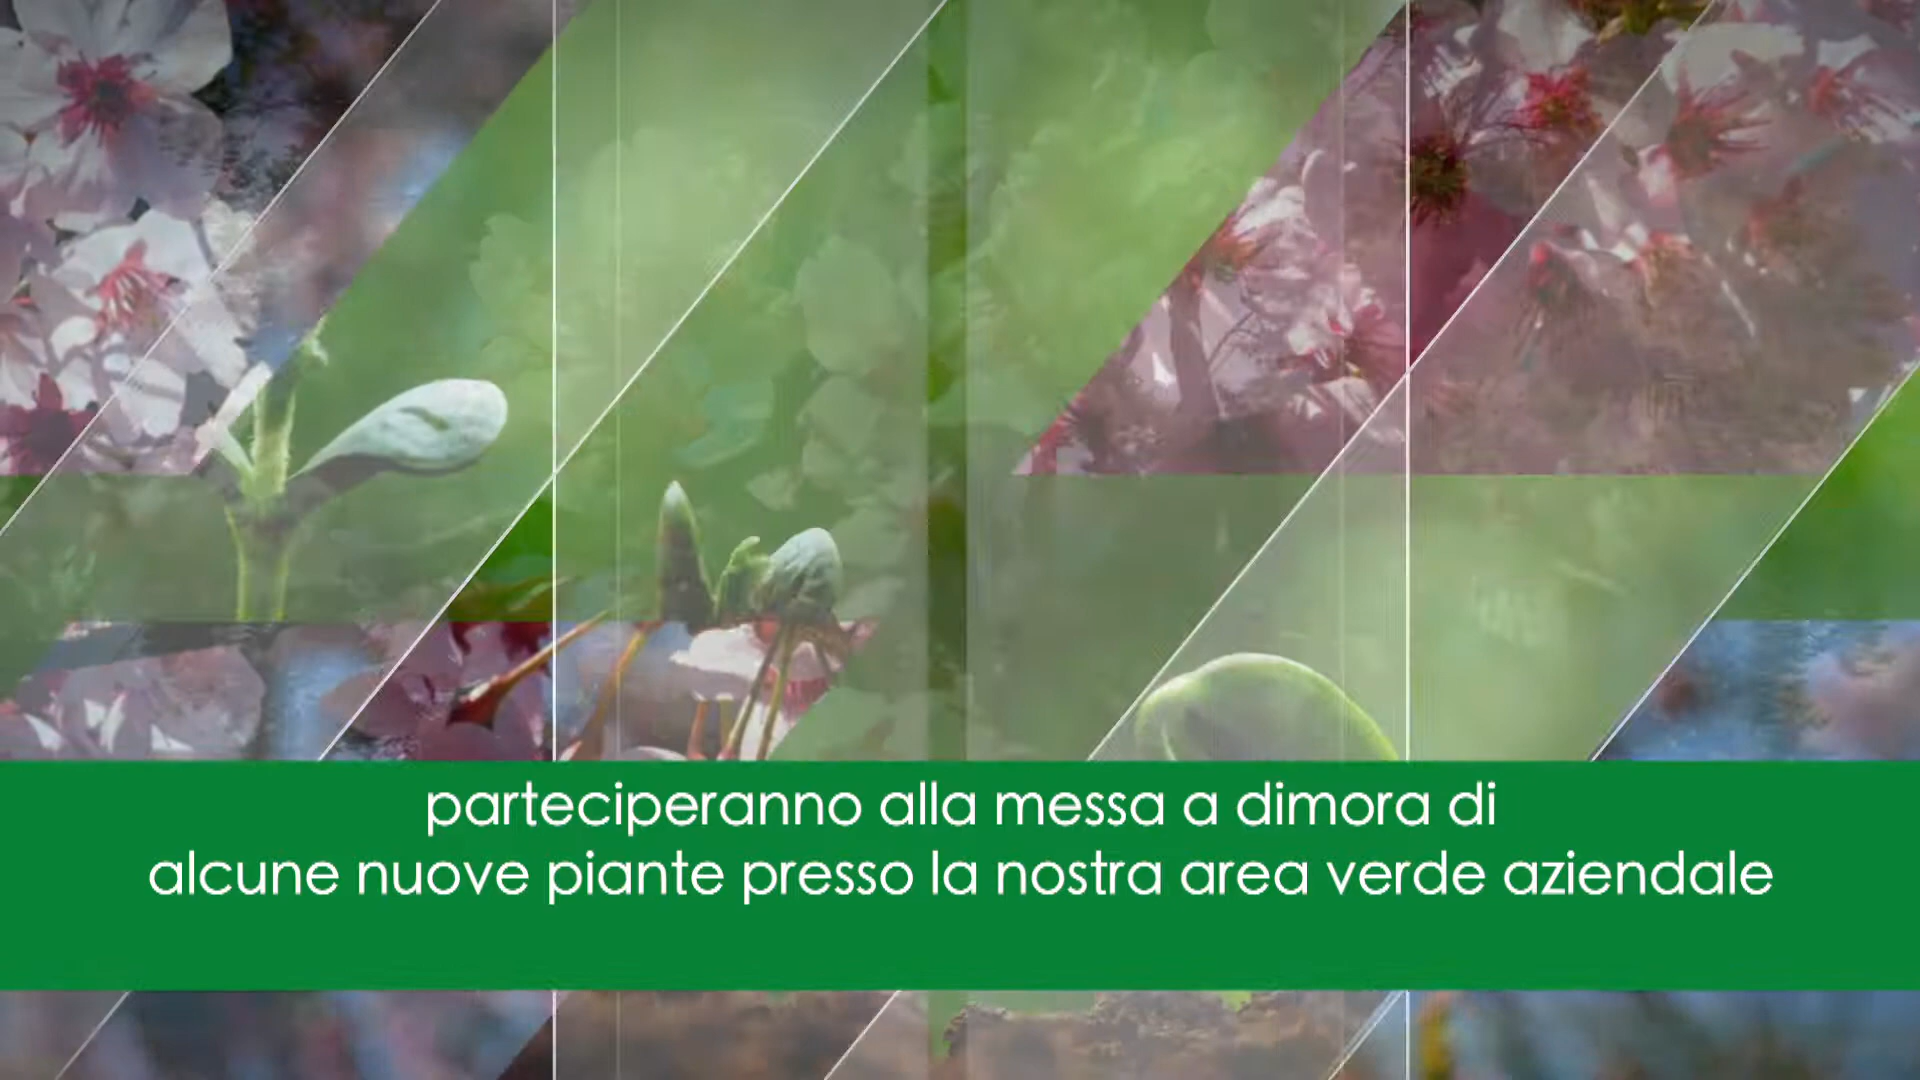 parteciperanno alla messa a dimora di
alcune nuove piante presso la nostra area verde aziendale